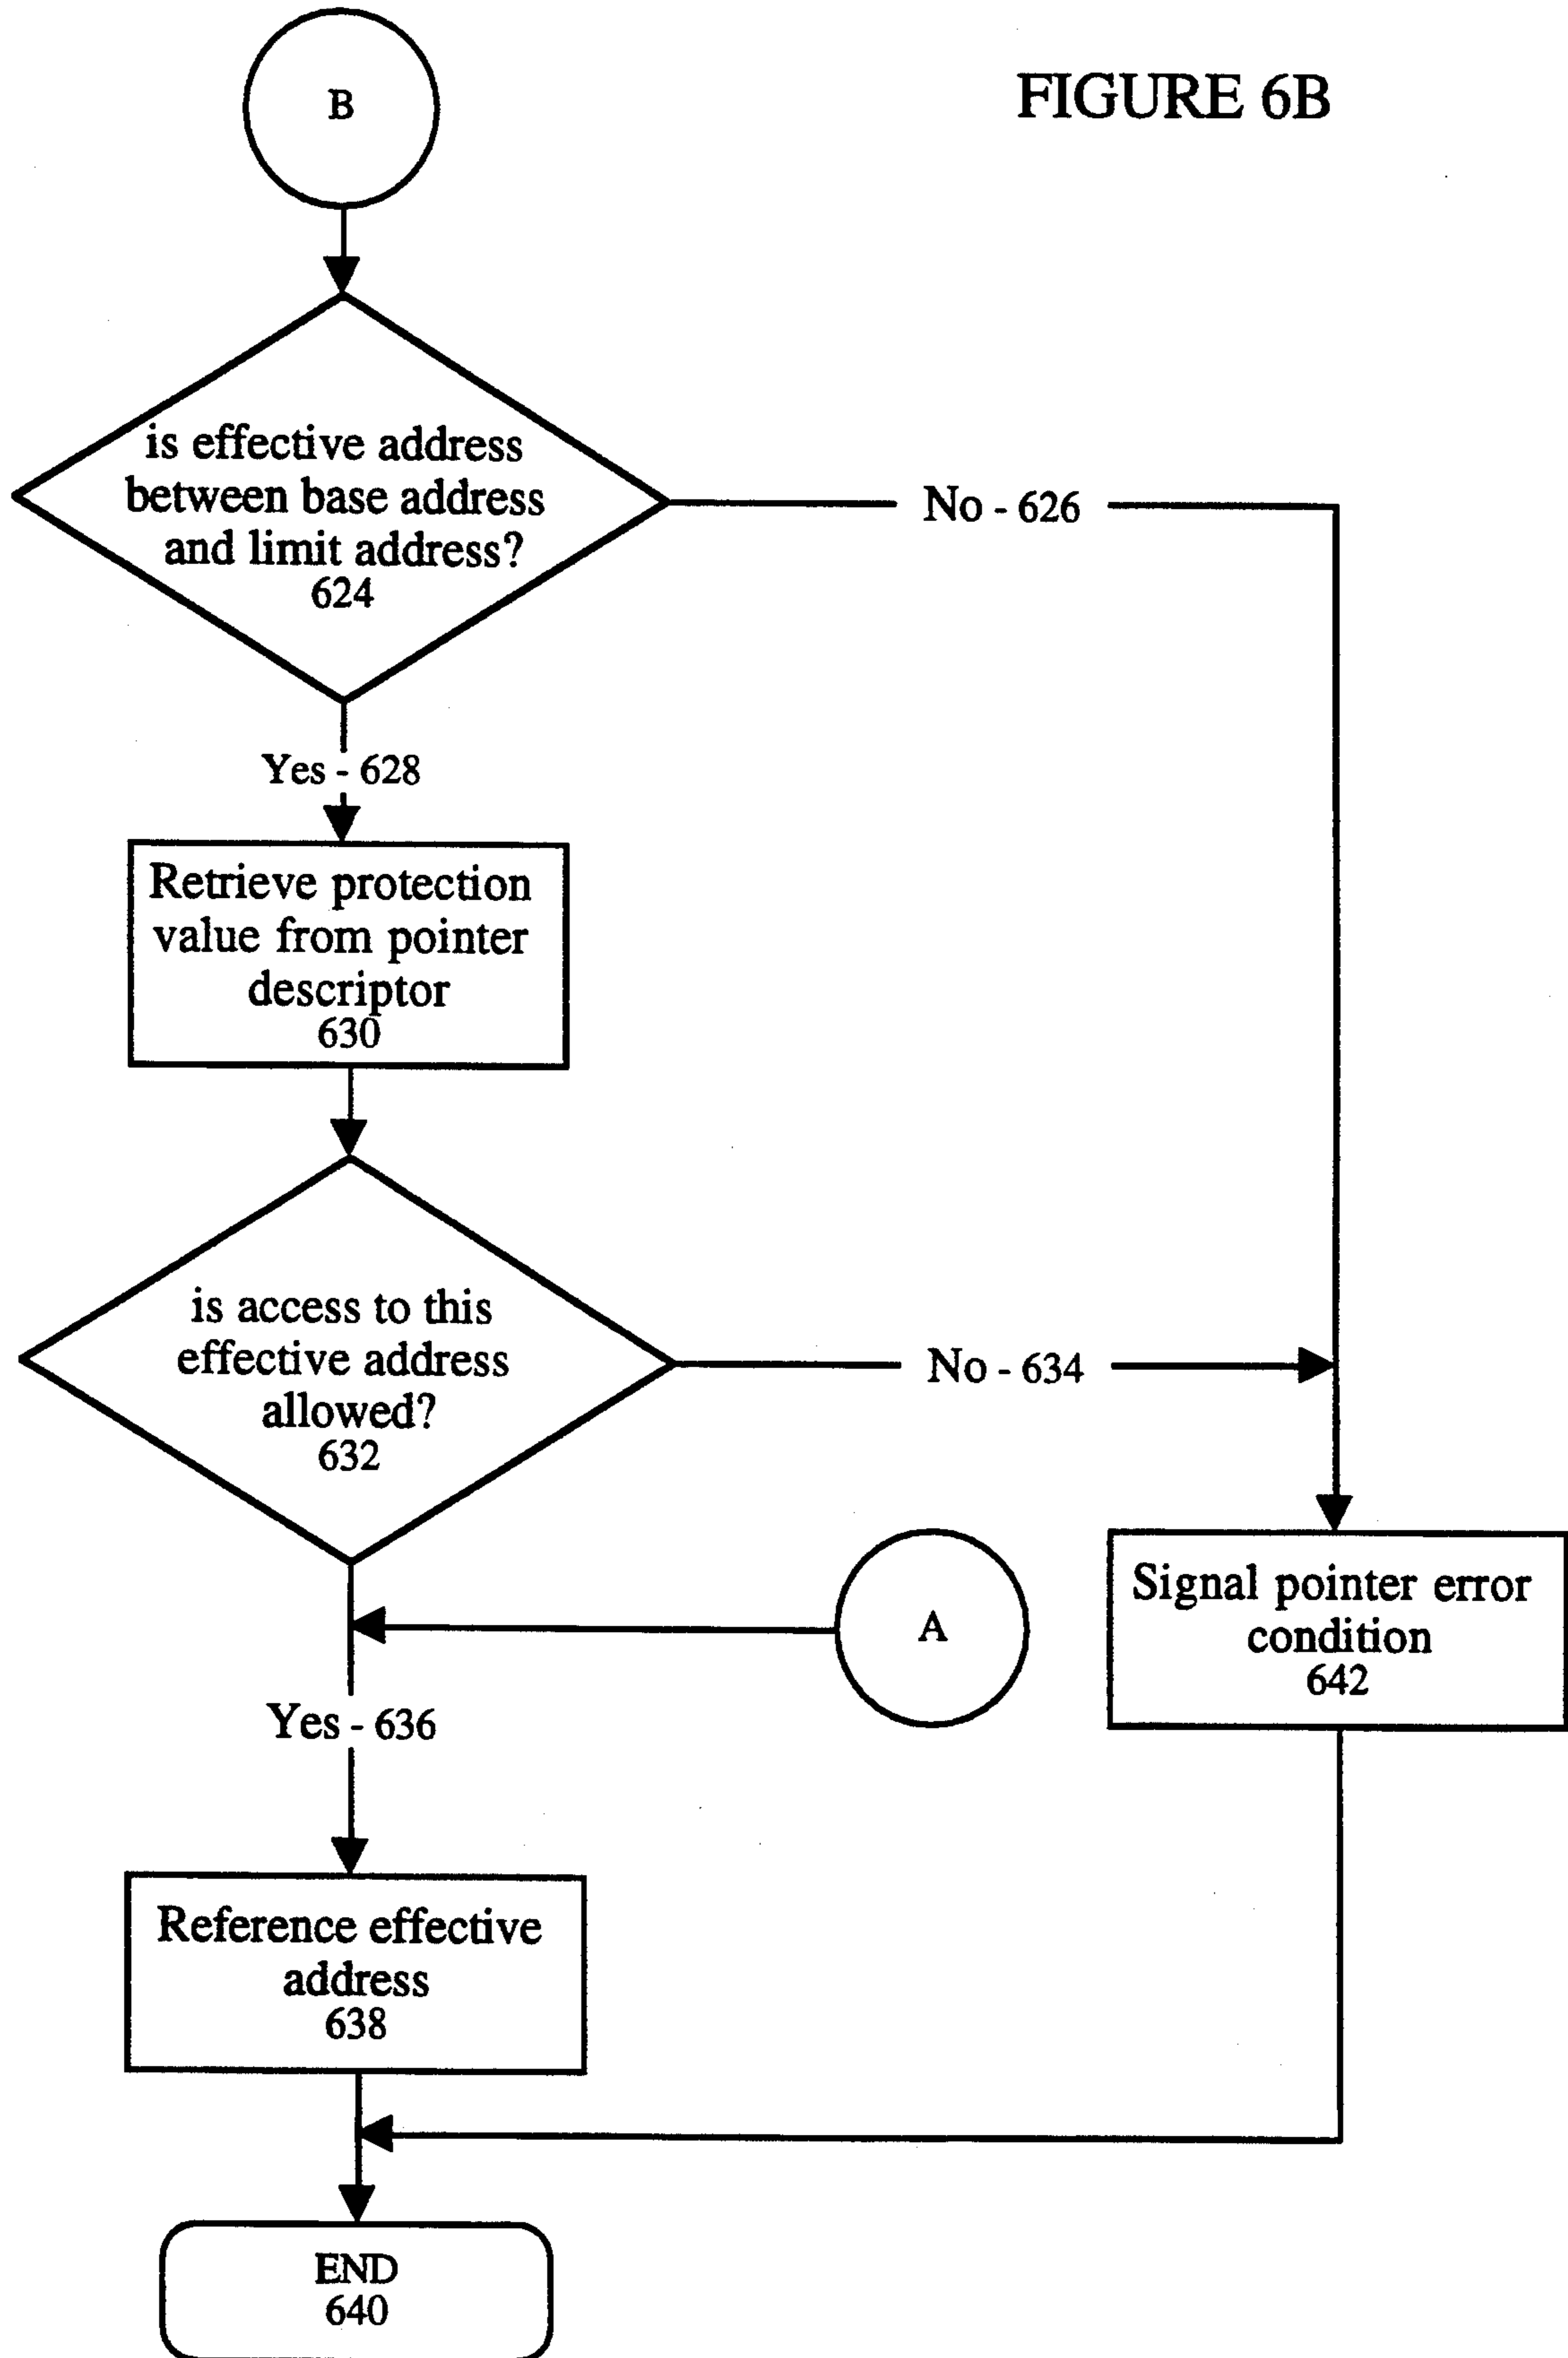 FIGURE 6B
B
is effective address
between base address
and limit address?
624
No - 626
Yes - 628
Retrieve protection
value from pointer
descriptor
630
is access to this
effective address
allowed?
632
No - 634
A
Signal pointer error
condition
642
Yes - 636
Reference effective
address
638
END
640